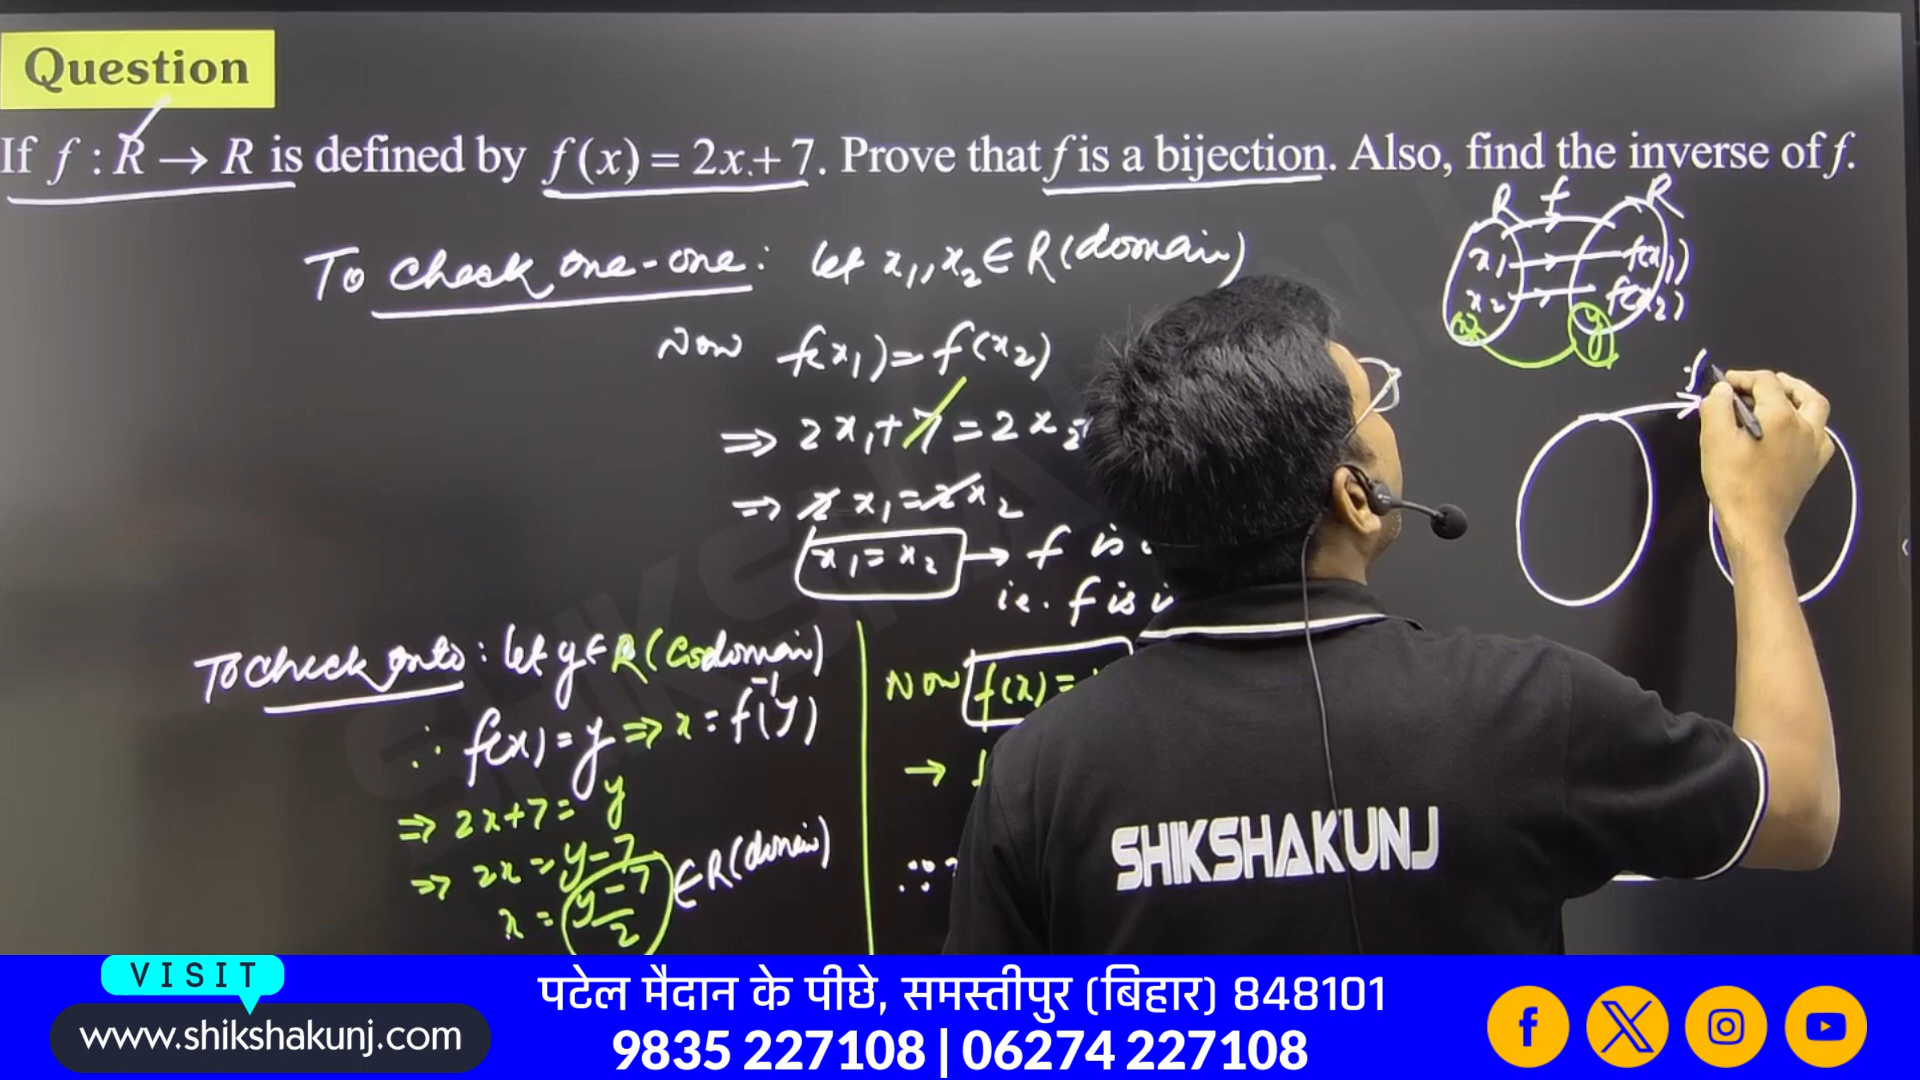 Question
If f : R → R is defined by f(x) = 2x + 7. Prove that f is a bijection. Also, find the inverse of f.
R f R
x₁ f(x₁)
x₂ f(x₂)
x y
To check one-one: let x₁, x₂ ∈ R (domain)
Now f(x₁) = f(x₂)
⇒ 2x₁ + 7 = 2x₂
⇒ 2x₁ = 2x₂
x₁ = x₂ → f is
i.e. f is
To check onto: let y ∈ R (Codomain)
∴ f(x) = y ⇒ x = f⁻¹(y)
⇒ 2x + 7 = y
⇒ 2x = y - 7
x = (y - 7)/2 ∈ R (domain)
Now f(x) =
→
∴
f
SHIKSHAKUNJ
SHIKSHAKUNJ
VISIT
www.shikshakunj.com
पटेल मैदान के पीछे, समस्तीपुर (बिहार) 848101
9835 227108 | 06274 227108